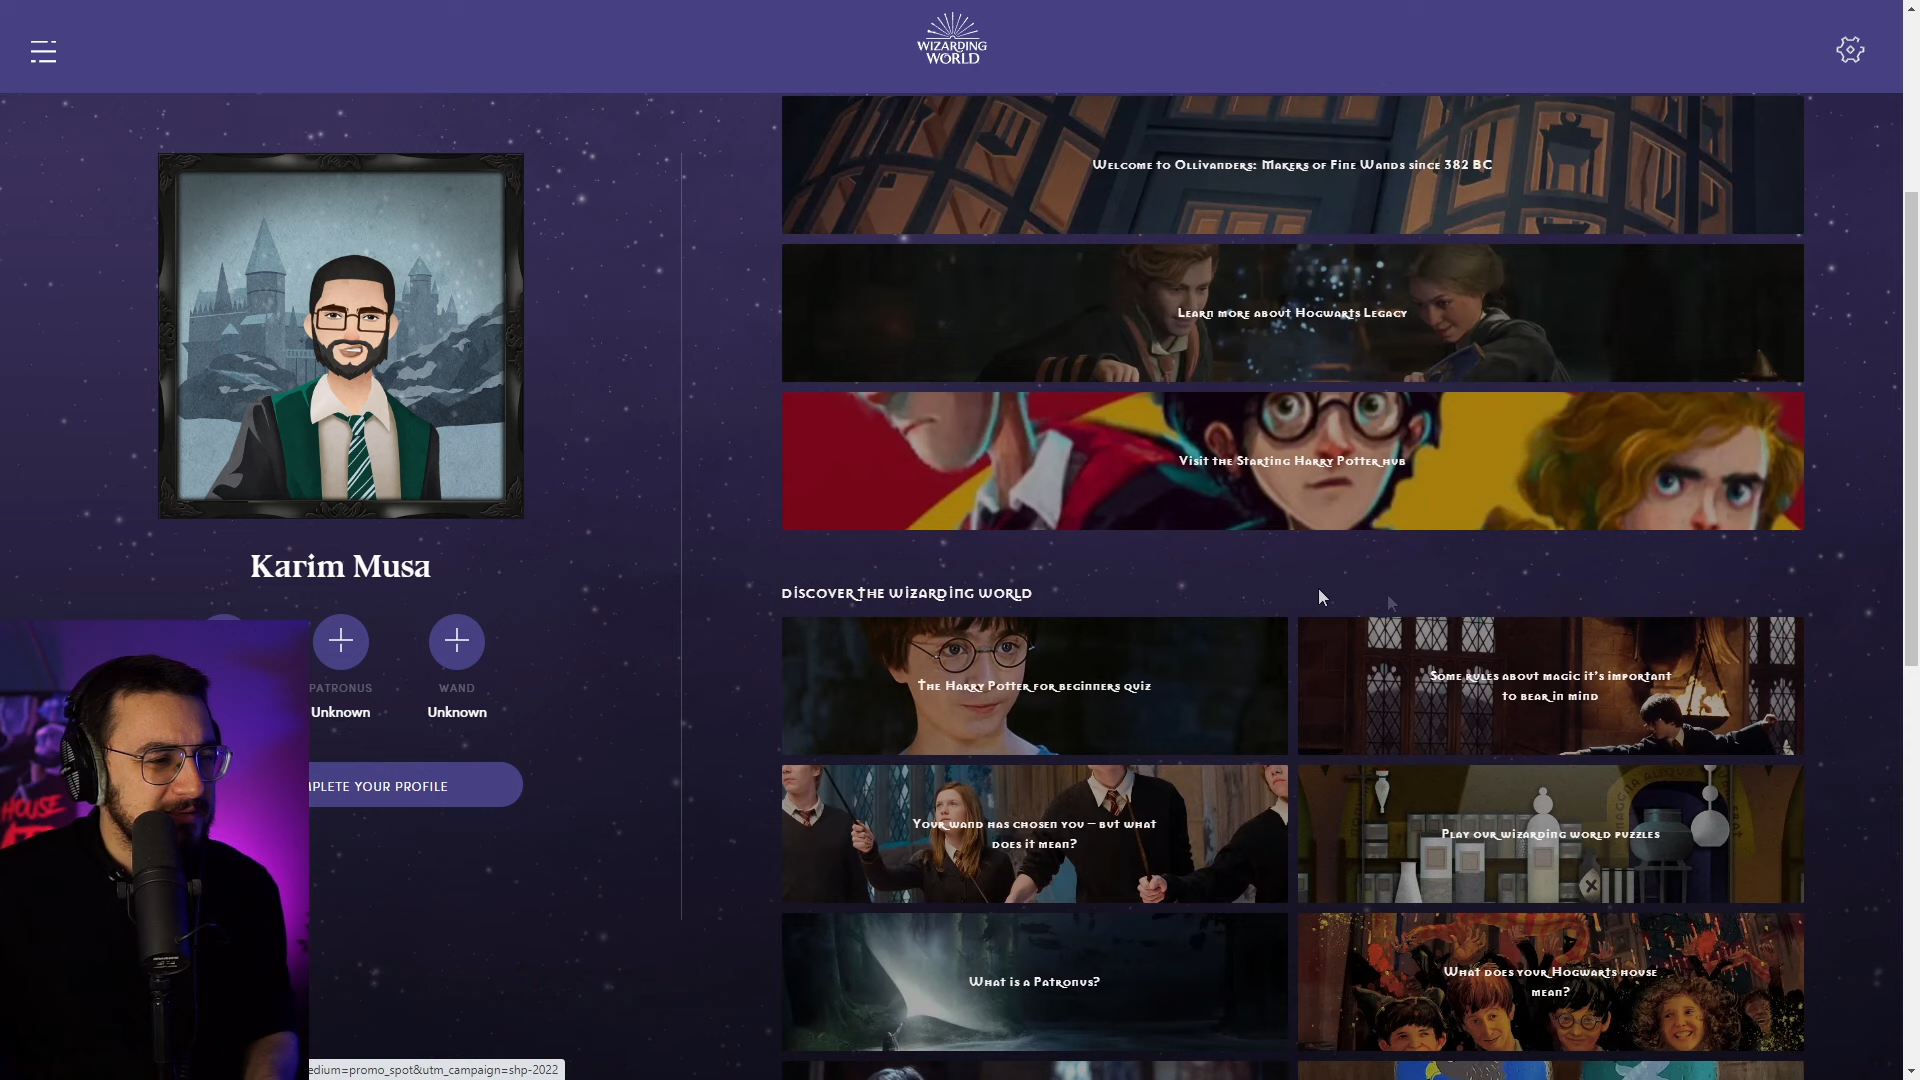 WIZARDING
WORLD
Welcome to Ollivanders: Makers of Fine Wands since 382 BC
Learn more about Hogwarts Legacy
Visit the Starting Harry Potter hub
Karim Musa
PATRONUS
WAND
Unknown
Unknown
MPLETE YOUR PROFILE
DISCOVER THE WIZARDING WORLD
The Harry Potter for beginners quiz
Some rules about magic it's important
to bear in mind
Your wand has chosen you – but what
does it mean?
Play our wizarding world puzzles
What is a Patronus?
What does your Hogwarts house
mean?
HOUSE
edium=promo_spot&utm_campaign=shp-2022